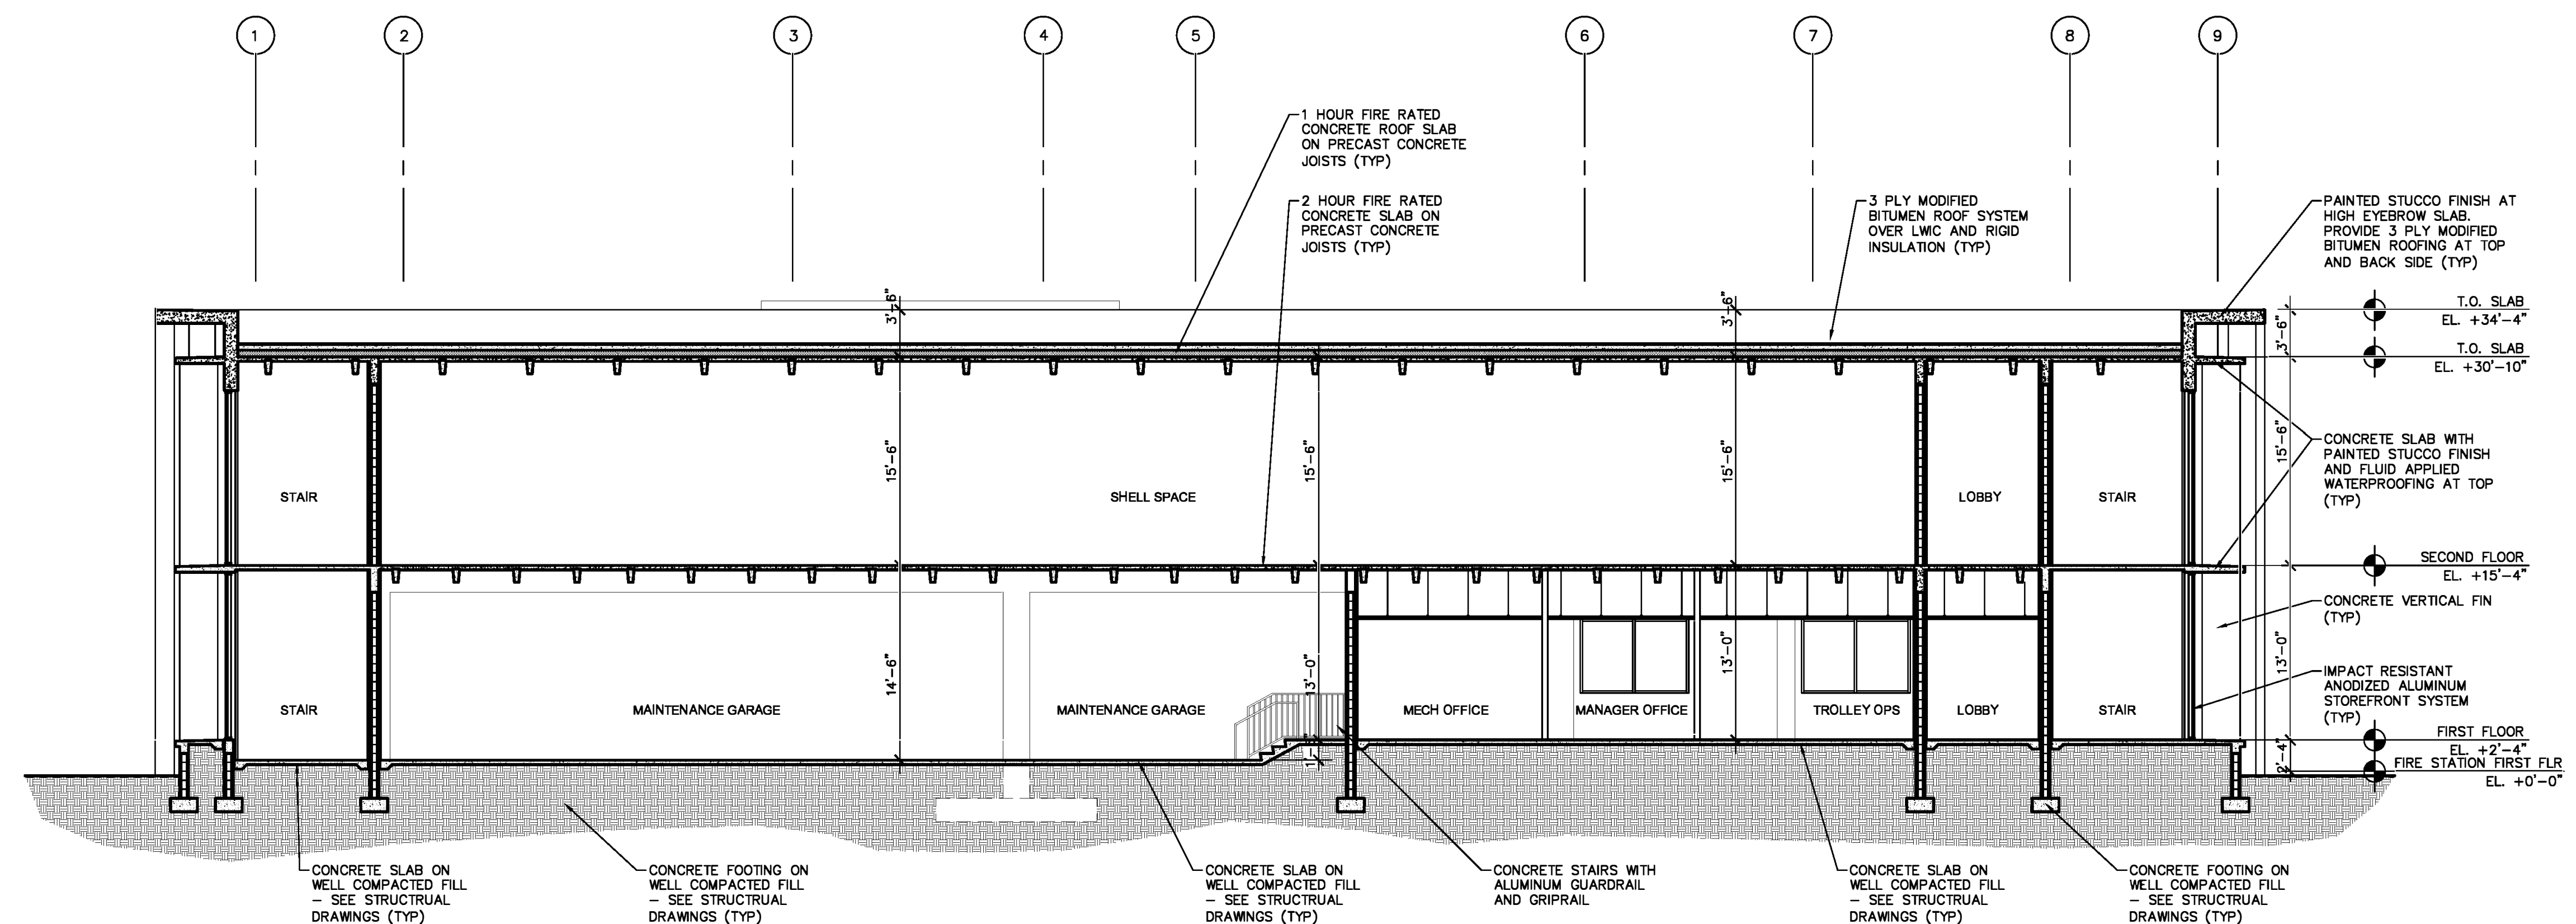 1 2 3 4 5 6 7 8 9
1 HOUR FIRE RATED
CONCRETE ROOF SLAB
ON PRECAST CONCRETE
JOISTS (TYP)
2 HOUR FIRE RATED
CONCRETE SLAB ON
PRECAST CONCRETE
JOISTS (TYP)
3 PLY MODIFIED
BITUMEN ROOF SYSTEM
OVER LWIC AND RIGID
INSULATION (TYP)
PAINTED STUCCO FINISH AT
HIGH EYEBROW SLAB.
PROVIDE 3 PLY MODIFIED
BITUMEN ROOFING AT TOP
AND BACK SIDE (TYP)
3'-6"
3'-6"
3'-6"
T.O. SLAB
EL. +34'-4"
T.O. SLAB
EL. +30'-10"
CONCRETE SLAB WITH
PAINTED STUCCO FINISH
AND FLUID APPLIED
WATERPROOFING AT TOP
(TYP)
15'-6"
15'-6"
15'-6"
15'-6"
STAIR
SHELL SPACE
LOBBY
STAIR
SECOND FLOOR
EL. +15'-4"
CONCRETE VERTICAL FIN
(TYP)
14'-6"
13'-0"
13'-0"
13'-0"
IMPACT RESISTANT
ANODIZED ALUMINUM
STOREFRONT SYSTEM
(TYP)
STAIR
MAINTENANCE GARAGE
MAINTENANCE GARAGE
MECH OFFICE
MANAGER OFFICE
TROLLEY OPS
LOBBY
STAIR
FIRST FLOOR
EL. +2'-4"
2'-4"
FIRE STATION FIRST FLR
EL. +0'-0"
CONCRETE SLAB ON
WELL COMPACTED FILL
– SEE STRUCTRUAL
DRAWINGS (TYP)
CONCRETE FOOTING ON
WELL COMPACTED FILL
– SEE STRUCTRUAL
DRAWINGS (TYP)
CONCRETE SLAB ON
WELL COMPACTED FILL
– SEE STRUCTRUAL
DRAWINGS (TYP)
CONCRETE STAIRS WITH
ALUMINUM GUARDRAIL
AND GRIPRAIL
CONCRETE SLAB ON
WELL COMPACTED FILL
– SEE STRUCTRUAL
DRAWINGS (TYP)
CONCRETE FOOTING ON
WELL COMPACTED FILL
– SEE STRUCTRUAL
DRAWINGS (TYP)